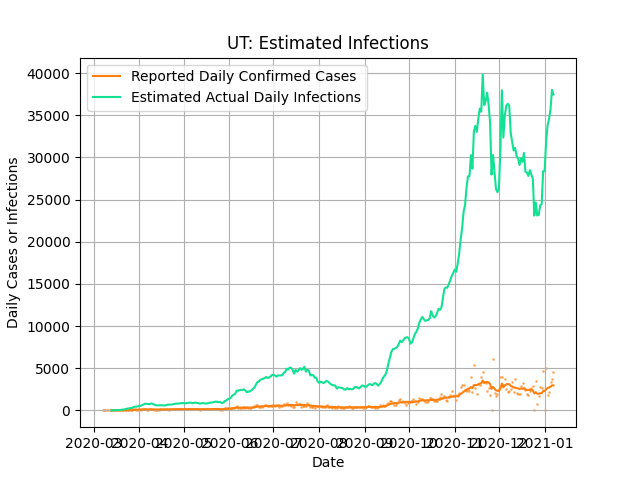 UT: Estimated Infections
Reported Daily Confirmed Cases
Estimated Actual Daily Infections
Daily Cases or Infections
40000
35000
30000
25000
20000
15000
10000
5000
0
2020-03 2020-04 2020-05 2020-06 2020-07 2020-08 2020-09 2020-10 2020-11 2020-12 2021-01
Date